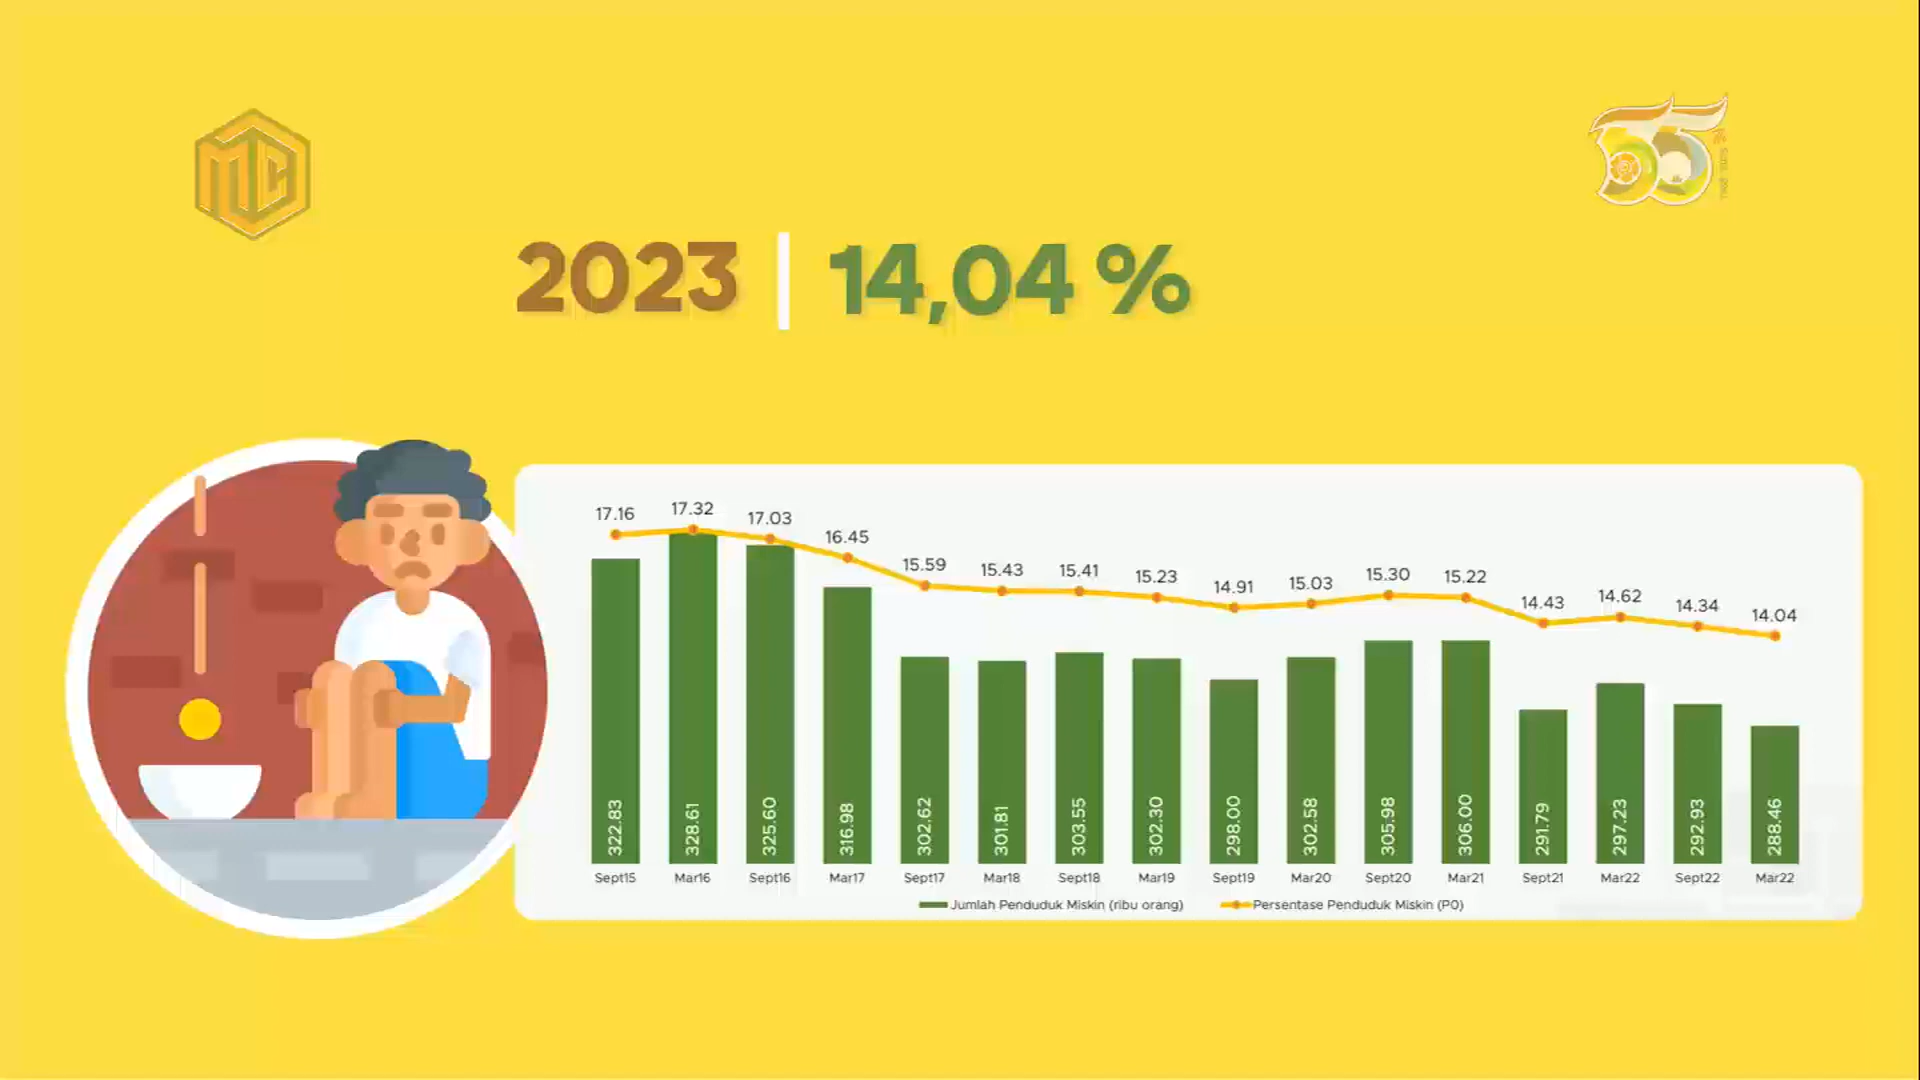 MC
55
2023 | 14,04 %
17.16 17.32 17.03 16.45 15.59 15.43 15.41 15.23 14.91 15.03 15.30 15.22 14.43 14.62 14.34 14.04
322.83 328.61 325.60 316.98 302.62 301.81 303.55 302.30 298.00 302.58 305.98 306.00 291.79 297.23 292.93 288.46
Sept15 Mar16 Sept16 Mar17 Sept17 Mar18 Sept18 Mar19 Sept19 Mar20 Sept20 Mar21 Sept21 Mar22 Sept22 Mar22
Jumlah Penduduk Miskin (ribu orang) Persentase Penduduk Miskin (P0)